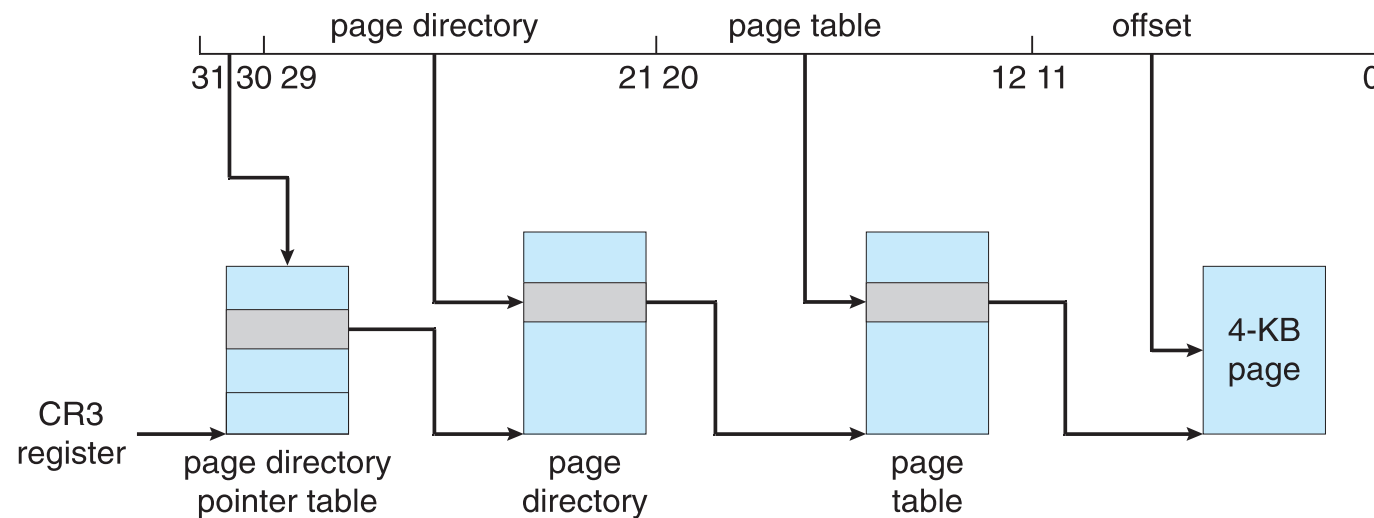 page directory page table offset
31 30 29 21 20 12 11 0
4-KB
page
CR3
register
page directory
pointer table
page
directory
page
table